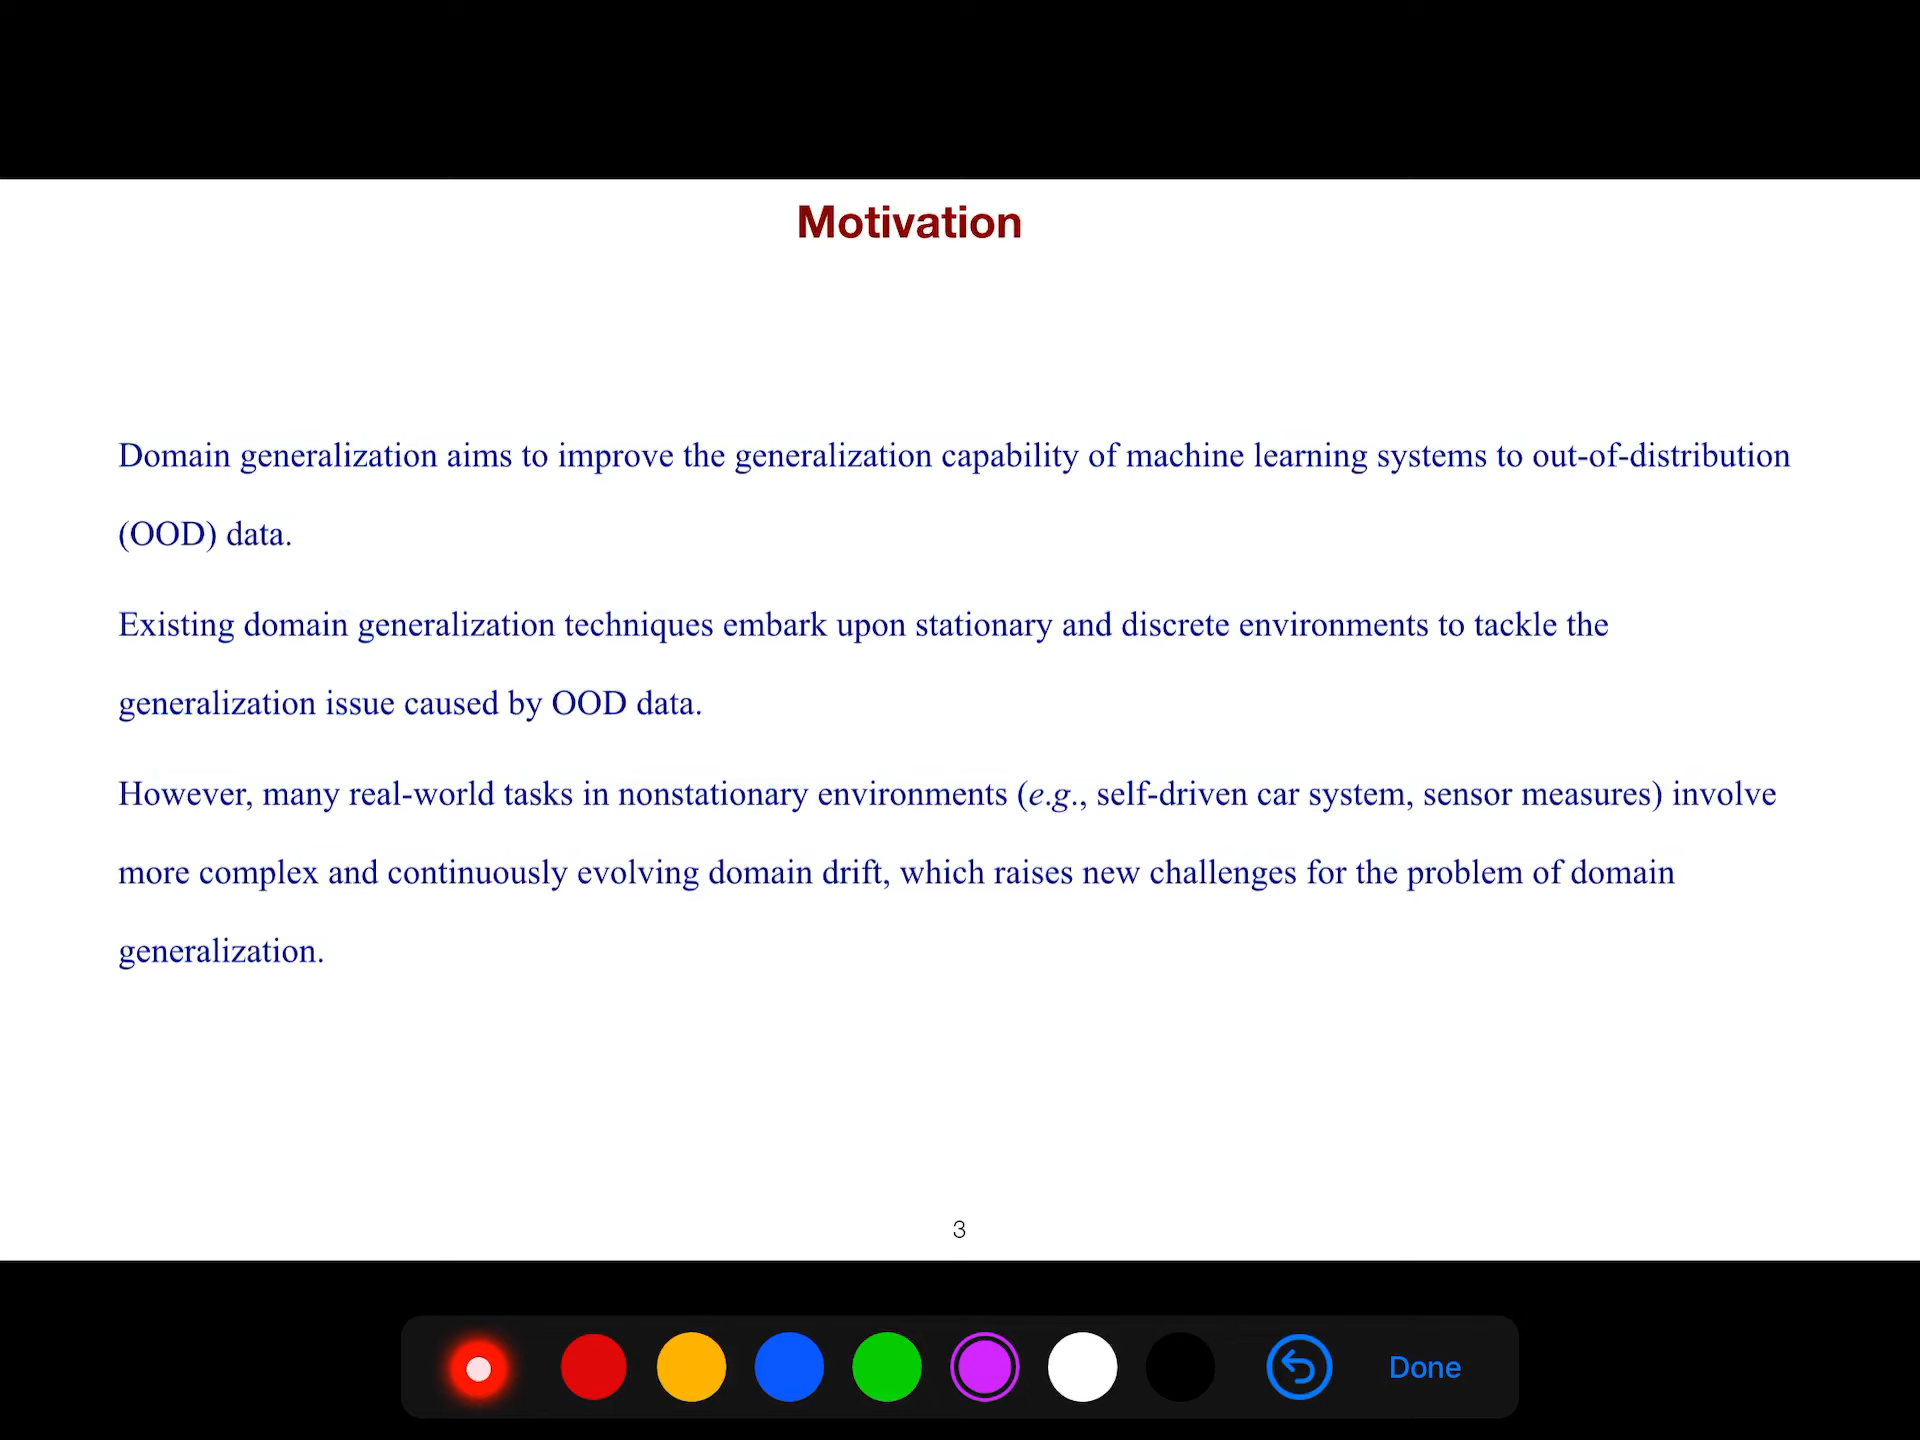 Motivation
Domain generalization aims to improve the generalization capability of machine learning systems to out-of-distribution
(OOD) data.
Existing domain generalization techniques embark upon stationary and discrete environments to tackle the
generalization issue caused by OOD data.
However, many real-world tasks in nonstationary environments (e.g., self-driven car system, sensor measures) involve
more complex and continuously evolving domain drift, which raises new challenges for the problem of domain
generalization.
3
Done